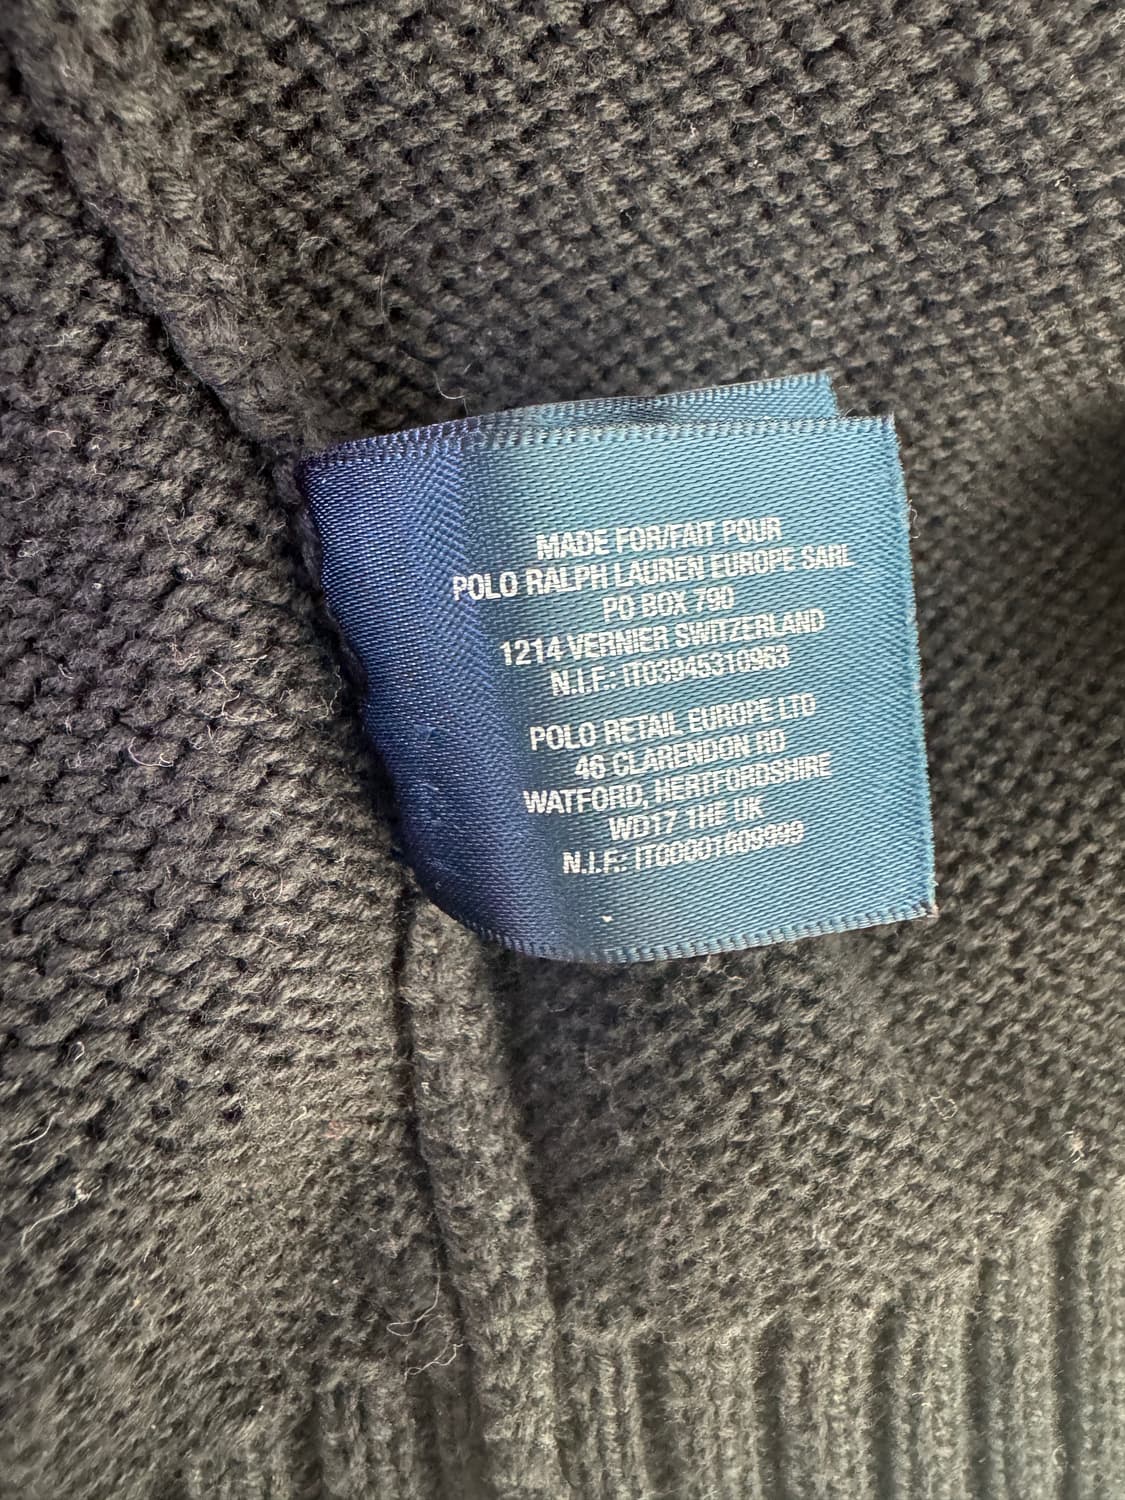 MADE FOR/FAIT POUR
POLO RALPH LAUREN EUROPE SARL
PO BOX 790
1214 VERNIER SWITZERLAND
N.I.F.: IT03945310963
POLO RETAIL EUROPE LTD
46 CLARENDON RD
WATFORD, HERTFORDSHIRE
WD17 1HE UK
N.I.F.: IT00001609999